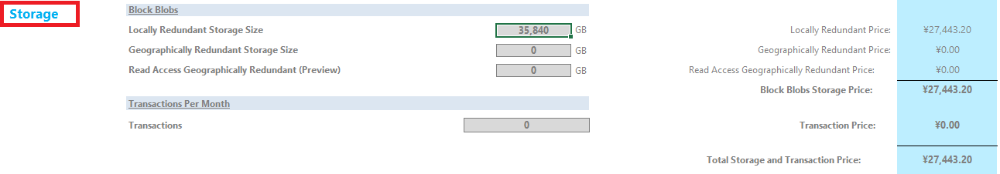 Storage
Block Blobs
Locally Redundant Storage Size 35,840 GB Locally Redundant Price: ¥27,443.20
Geographically Redundant Storage Size 0 GB Geographically Redundant Price: ¥0.00
Read Access Geographically Redundant (Preview) 0 GB Read Access Geographically Redundant Price: ¥0.00
Block Blobs Storage Price: ¥27,443.20
Transactions Per Month
Transactions 0 Transaction Price: ¥0.00
Total Storage and Transaction Price: ¥27,443.20